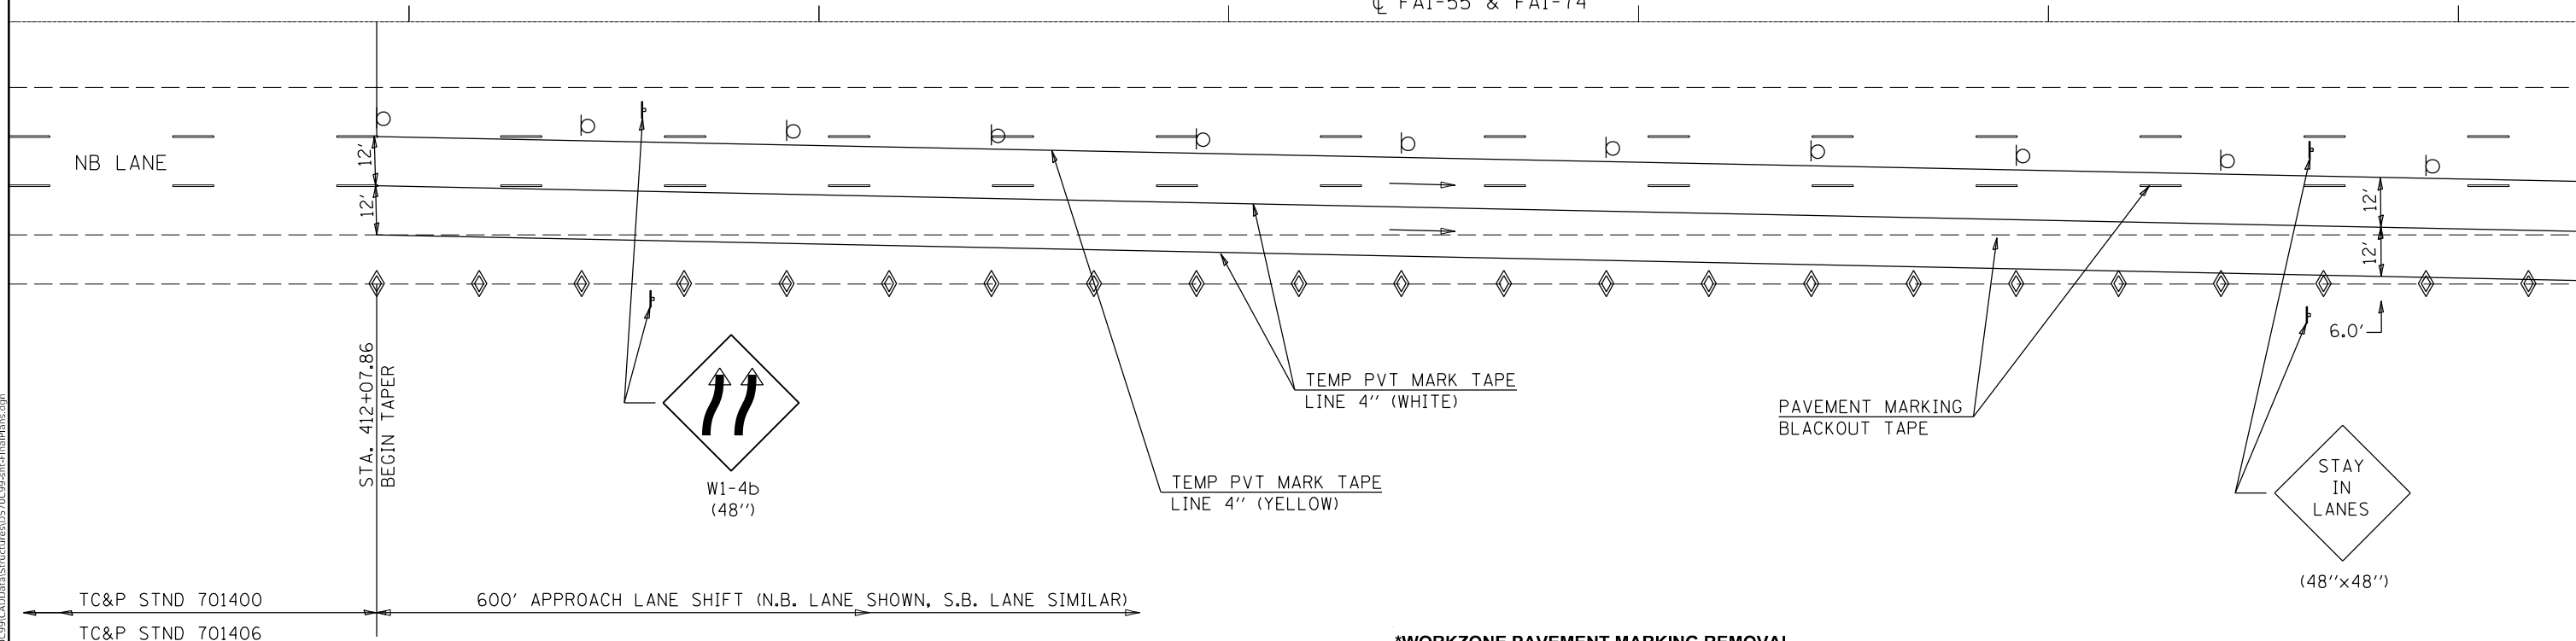 ℄ FAI-55 & FAI-74
NB LANE
12'
12'
12'
12'
6.0'
STA. 412+07.86
BEGIN TAPER
W1-4b
(48'')
TEMP PVT MARK TAPE
LINE 4'' (WHITE)
TEMP PVT MARK TAPE
LINE 4'' (YELLOW)
PAVEMENT MARKING
BLACKOUT TAPE
STAY
IN
LANES
(48''x48'')
TC&P STND 701400
600' APPROACH LANE SHIFT (N.B. LANE SHOWN, S.B. LANE SIMILAR)
TC&P STND 701406
*WORKZONE PAVEMENT MARKING REMOVAL